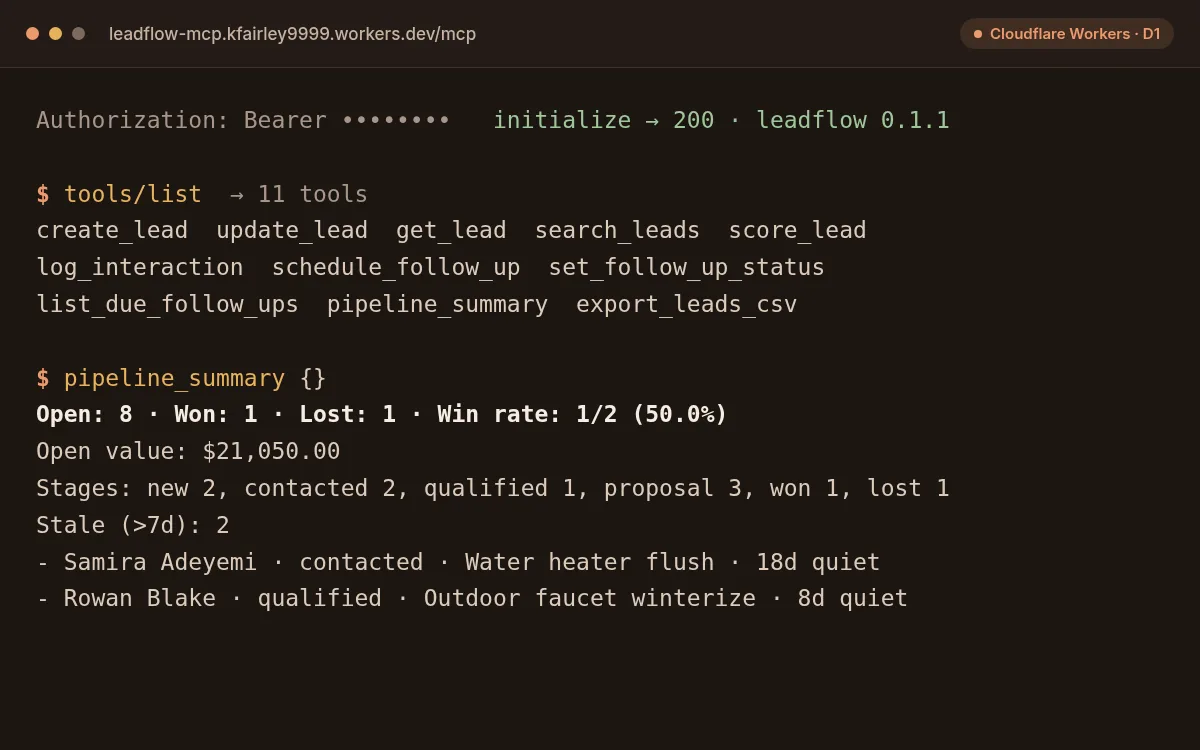 leadflow-mcp.kfairley9999.workers.dev/mcp
Cloudflare Workers · D1
Authorization: Bearer •••••••• initialize → 200 · leadflow 0.1.1
$ tools/list → 11 tools
create_lead update_lead get_lead search_leads score_lead
log_interaction schedule_follow_up set_follow_up_status
list_due_follow_ups pipeline_summary export_leads_csv
$ pipeline_summary {}
Open: 8 · Won: 1 · Lost: 1 · Win rate: 1/2 (50.0%)
Open value: $21,050.00
Stages: new 2, contacted 2, qualified 1, proposal 3, won 1, lost 1
Stale (>7d): 2
- Samira Adeyemi · contacted · Water heater flush · 18d quiet
- Rowan Blake · qualified · Outdoor faucet winterize · 8d quiet